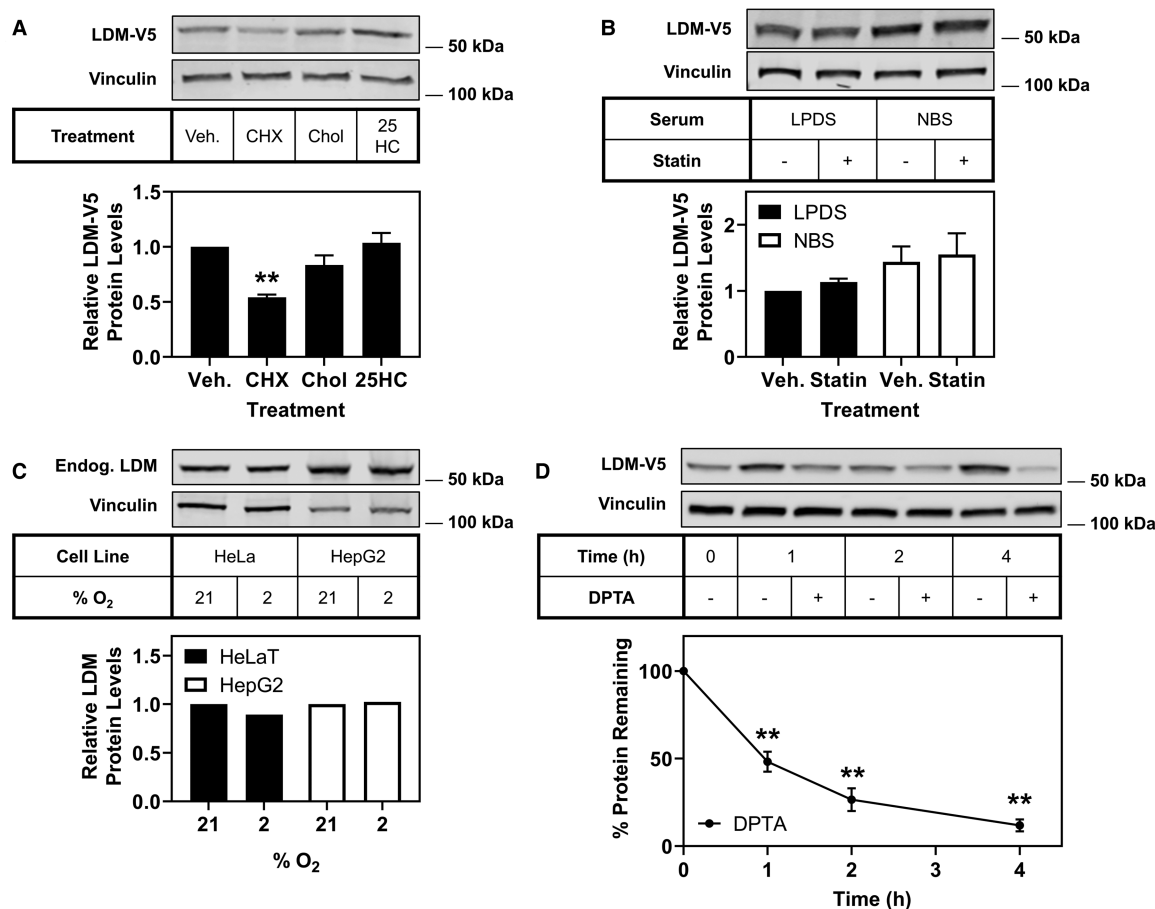 A
LDM-V5
50 kDa
Vinculin
100 kDa
Treatment Veh. CHX Chol 25 HC
Relative LDM-V5
Protein Levels
1.5
1.0
0.5
0.0
**
Veh. CHX Chol 25HC
Treatment
B
LDM-V5
50 kDa
Vinculin
100 kDa
Serum LPDS NBS
Statin - + - +
Relative LDM-V5
Protein Levels
2
1
0
LPDS
NBS
Veh. Statin Veh. Statin
Treatment
C
Endog. LDM
50 kDa
Vinculin
100 kDa
Cell Line HeLa HepG2
% O₂ 21 2 21 2
Relative LDM
Protein Levels
1.5
1.0
0.5
0.0
HeLaT
HepG2
21 2 21 2
% O₂
D
LDM-V5
50 kDa
Vinculin
100 kDa
Time (h) 0 1 2 4
DPTA - - + - + - +
% Protein Remaining
100
50
0
** ** **
DPTA
0 1 2 3 4
Time (h)